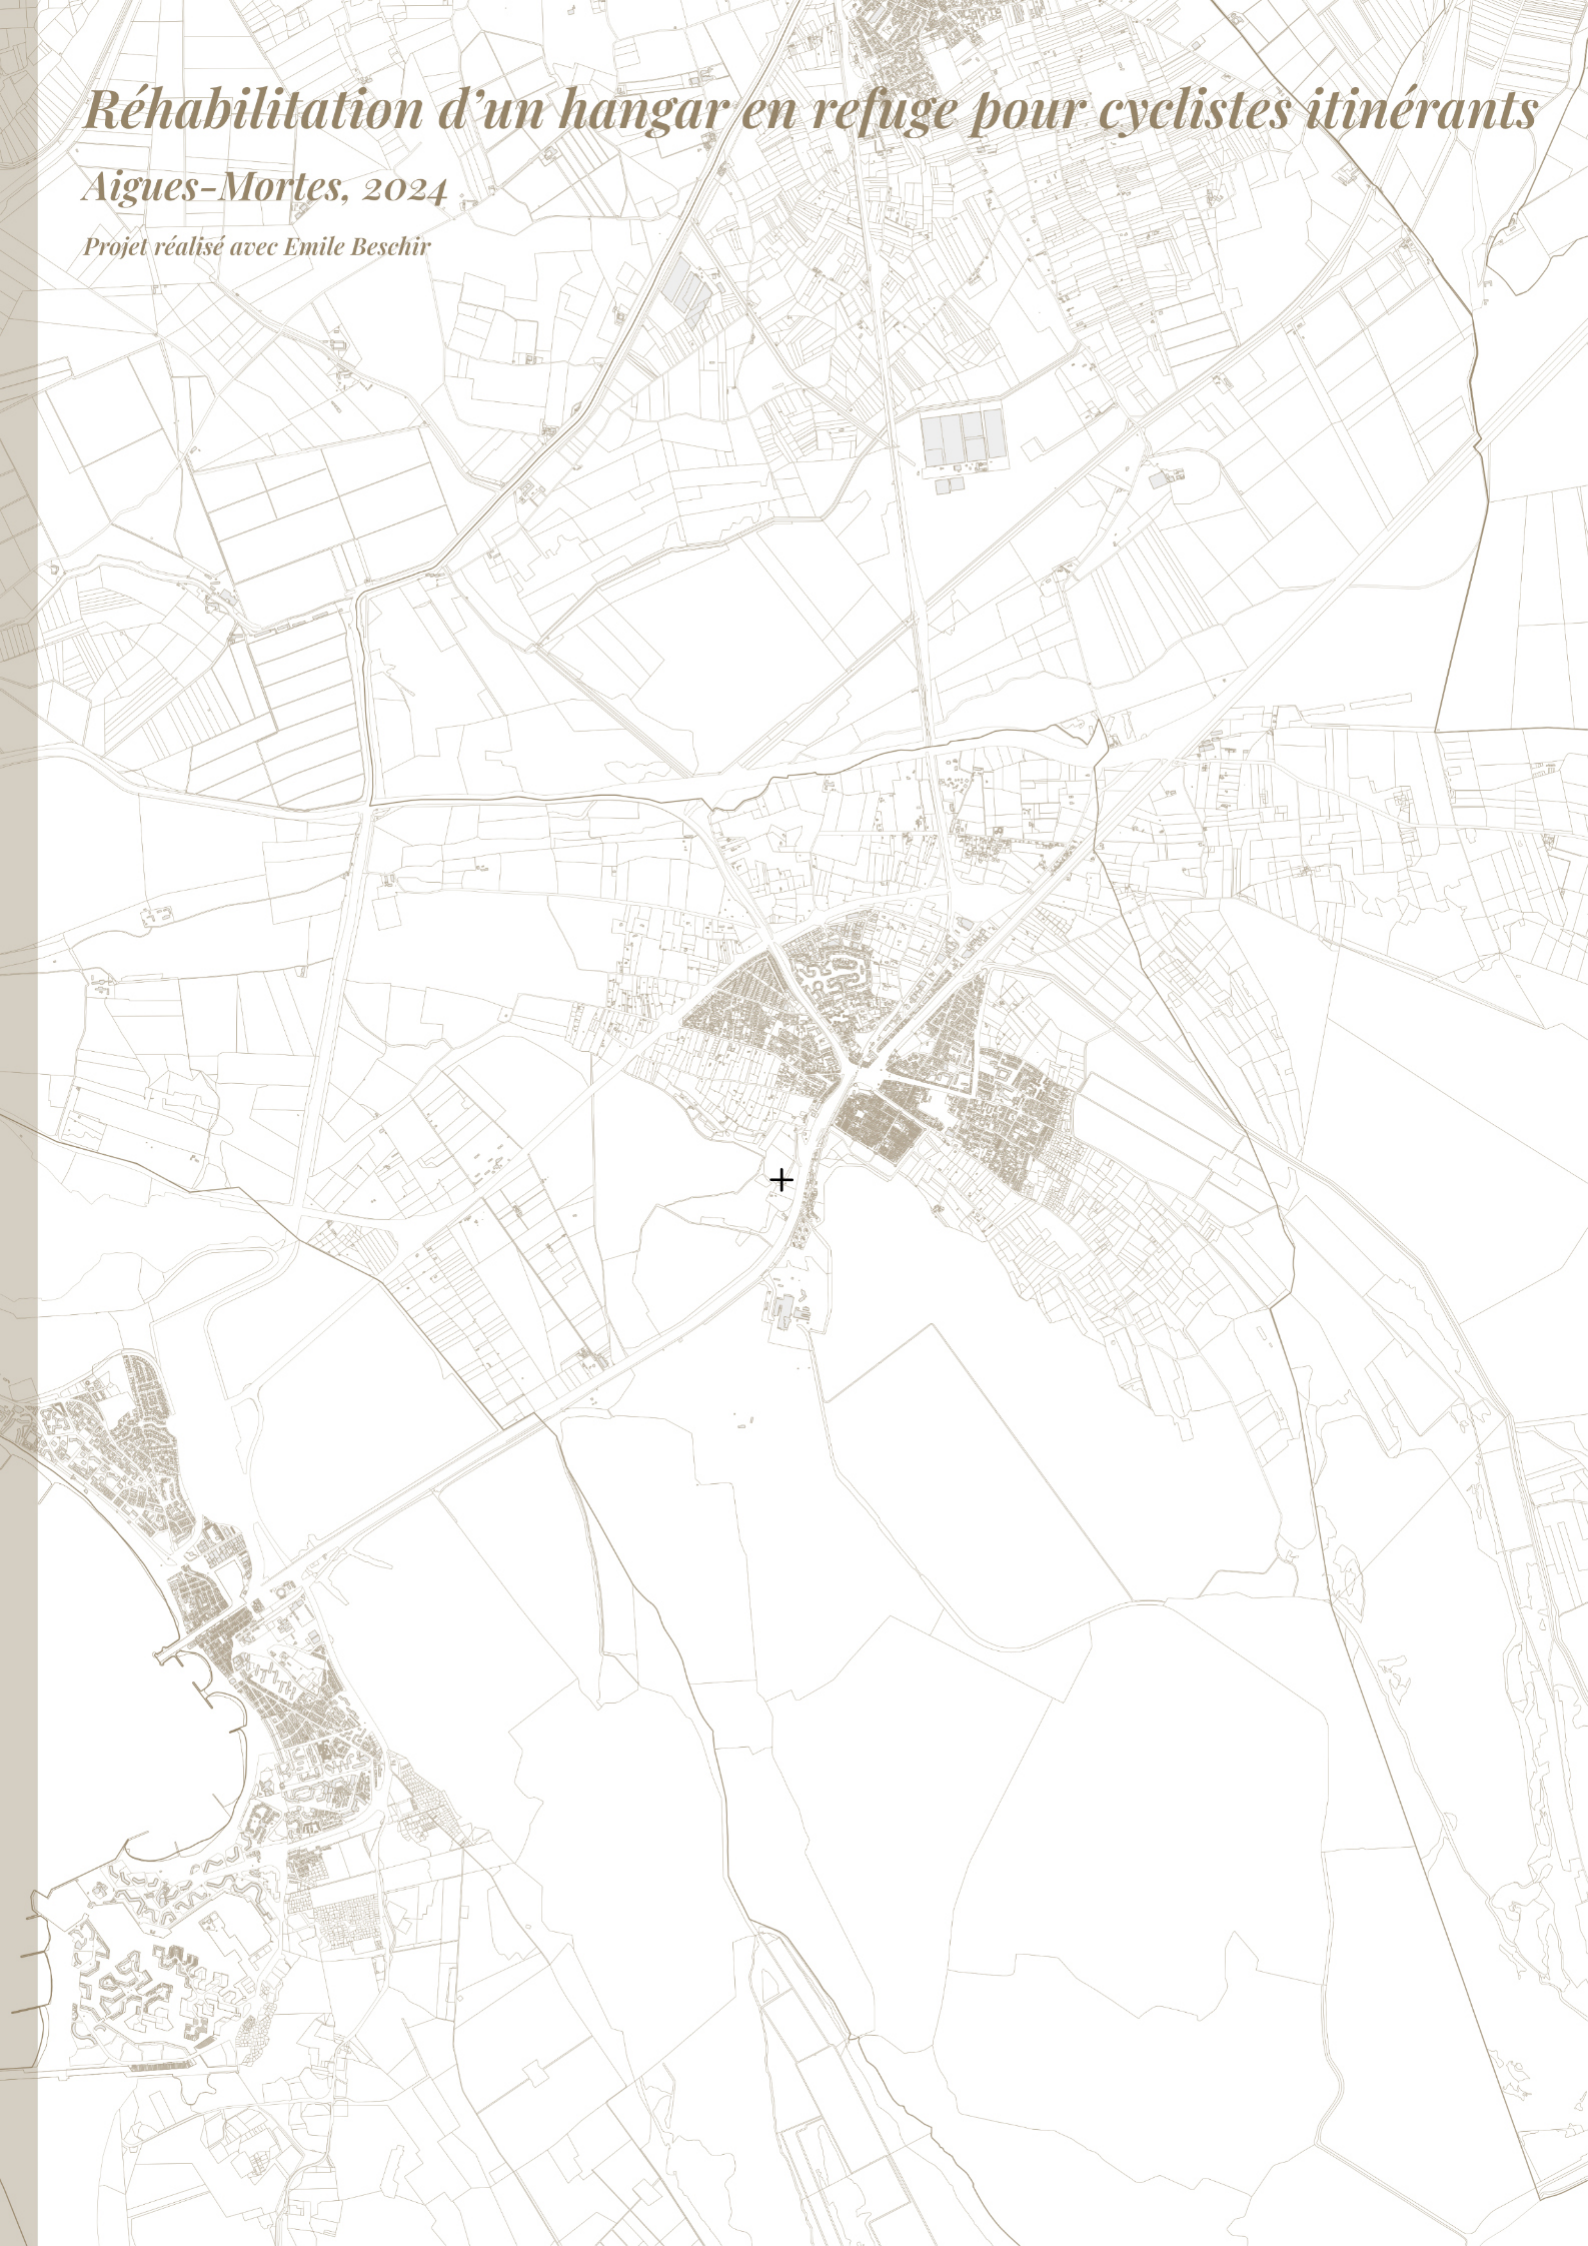 Réhabilitation d’un hangar en refuge pour cyclistes itinérants
Aigues-Mortes, 2024
Projet réalisé avec Emile Beschir